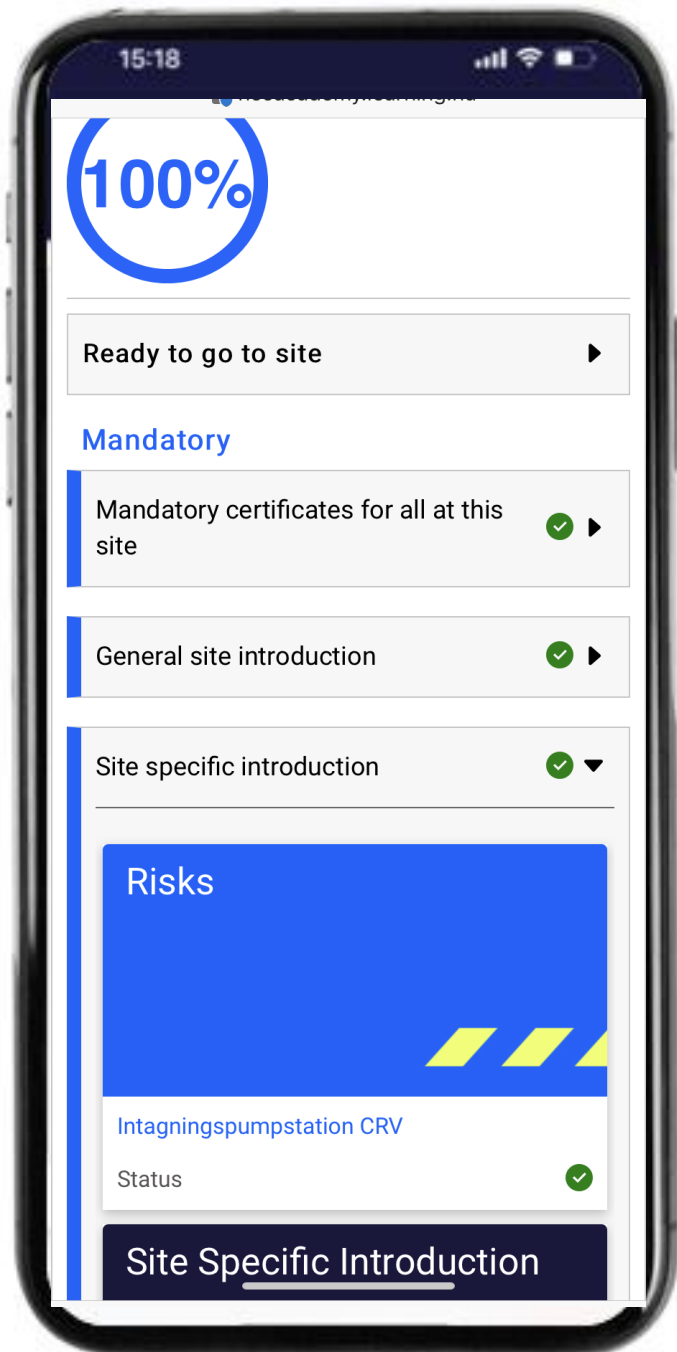 15:18
100%
Ready to go to site
Mandatory
Mandatory certificates for all at this
site
General site introduction
Site specific introduction
Risks
Intagningspumpstation CRV
Status
Site Specific Introduction